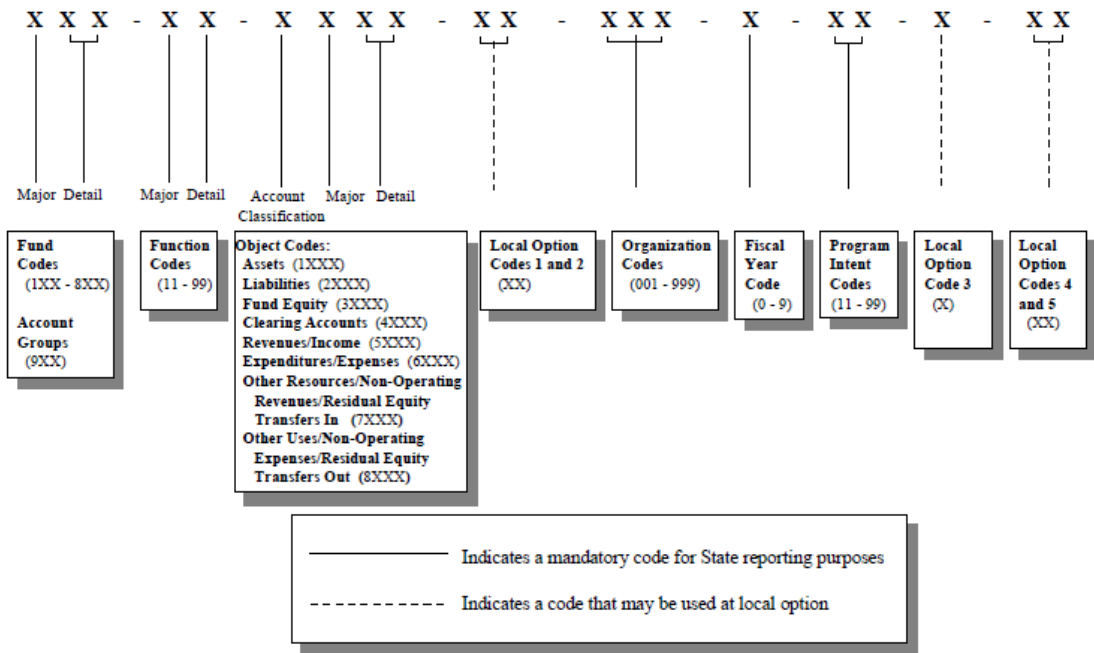 X X X - X X - X X X X - X X - X X X - X - X X - X - X X
Major Detail
Major Detail
Account Classification
Major Detail
Fund
Codes
(1XX - 8XX)
Account
Groups
(9XX)
Function
Codes
(11 - 99)
Object Codes:
Assets (1XXX)
Liabilities (2XXX)
Fund Equity (3XXX)
Clearing Accounts (4XXX)
Revenues/Income (5XXX)
Expenditures/Expenses (6XXX)
Other Resources/Non-Operating
Revenues/Residual Equity
Transfers In (7XXX)
Other Uses/Non-Operating
Expenses/Residual Equity
Transfers Out (8XXX)
Local Option
Codes 1 and 2
(XX)
Organization
Codes
(001 - 999)
Fiscal
Year
Code
(0 - 9)
Program
Intent
Codes
(11 - 99)
Local
Option
Code 3
(X)
Local
Option
Codes 4
and 5
(XX)
Indicates a mandatory code for State reporting purposes
Indicates a code that may be used at local option